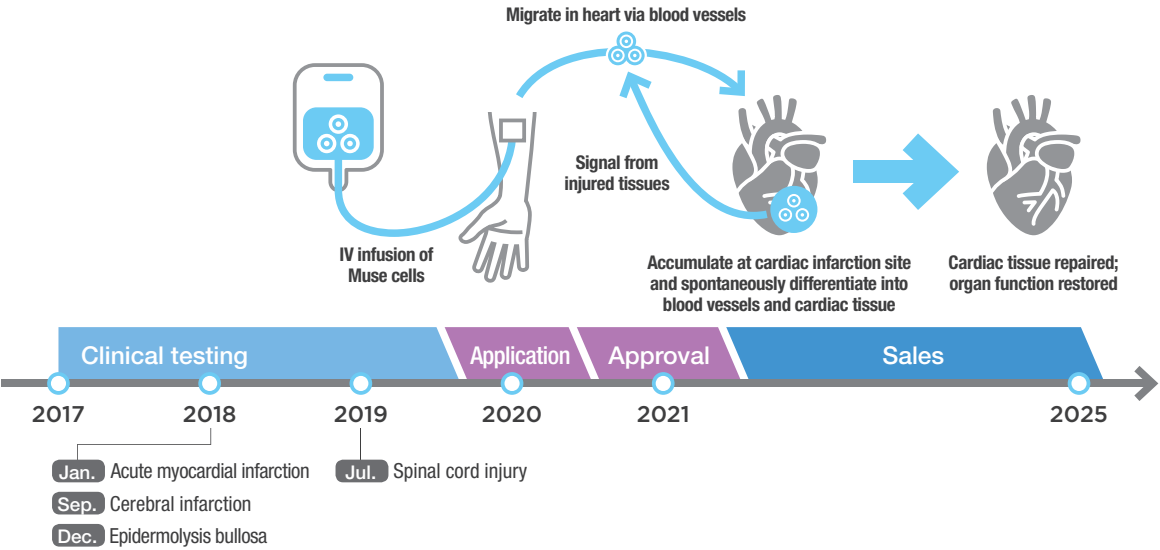 Migrate in heart via blood vessels
Signal from
injured tissues
IV infusion of
Muse cells
Accumulate at cardiac infarction site
and spontaneously differentiate into
blood vessels and cardiac tissue
Cardiac tissue repaired;
organ function restored
Clinical testing
Application
Approval
Sales
2017
2018
2019
2020
2021
2025
Jan. Acute myocardial infarction
Sep. Cerebral infarction
Dec. Epidermolysis bullosa
Jul. Spinal cord injury